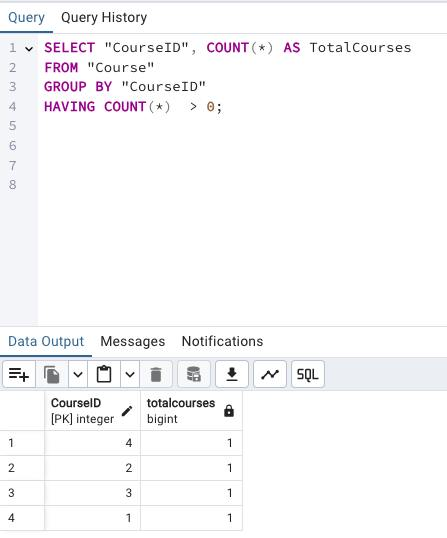 Query Query History
1 SELECT "CourseID", COUNT(*) AS TotalCourses
2 FROM "Course"
3 GROUP BY "CourseID"
4 HAVING COUNT(*)  > 0;
5
6
7
8
Data Output Messages Notifications
SQL
CourseID totalcourses
[PK] integer bigint
1 4 1
2 2 1
3 3 1
4 1 1